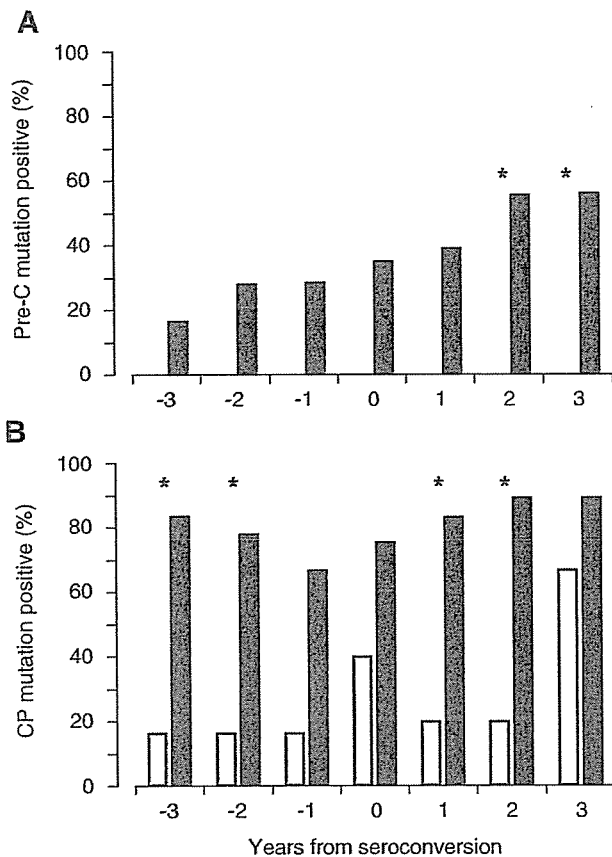 A
Pre-C mutation positive (%)
100
80
60
40
20
0
* *
-3 -2 -1 0 1 2 3
B
CP mutation positive (%)
100
80
60
40
20
0
* * * *
-3 -2 -1 0 1 2 3
Years from seroconversion